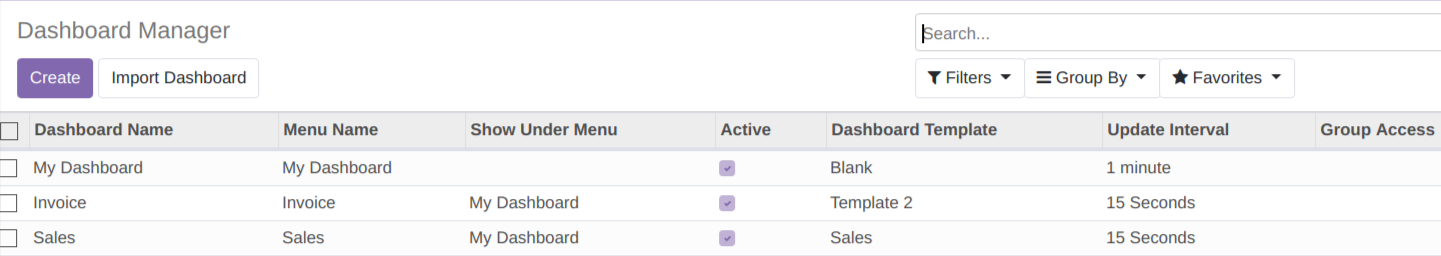 Dashboard Manager
Search...
Create Import Dashboard
Filters Group By Favorites
Dashboard Name Menu Name Show Under Menu Active Dashboard Template Update Interval Group Access
My Dashboard My Dashboard Blank 1 minute
Invoice Invoice My Dashboard Template 2 15 Seconds
Sales Sales My Dashboard Sales 15 Seconds